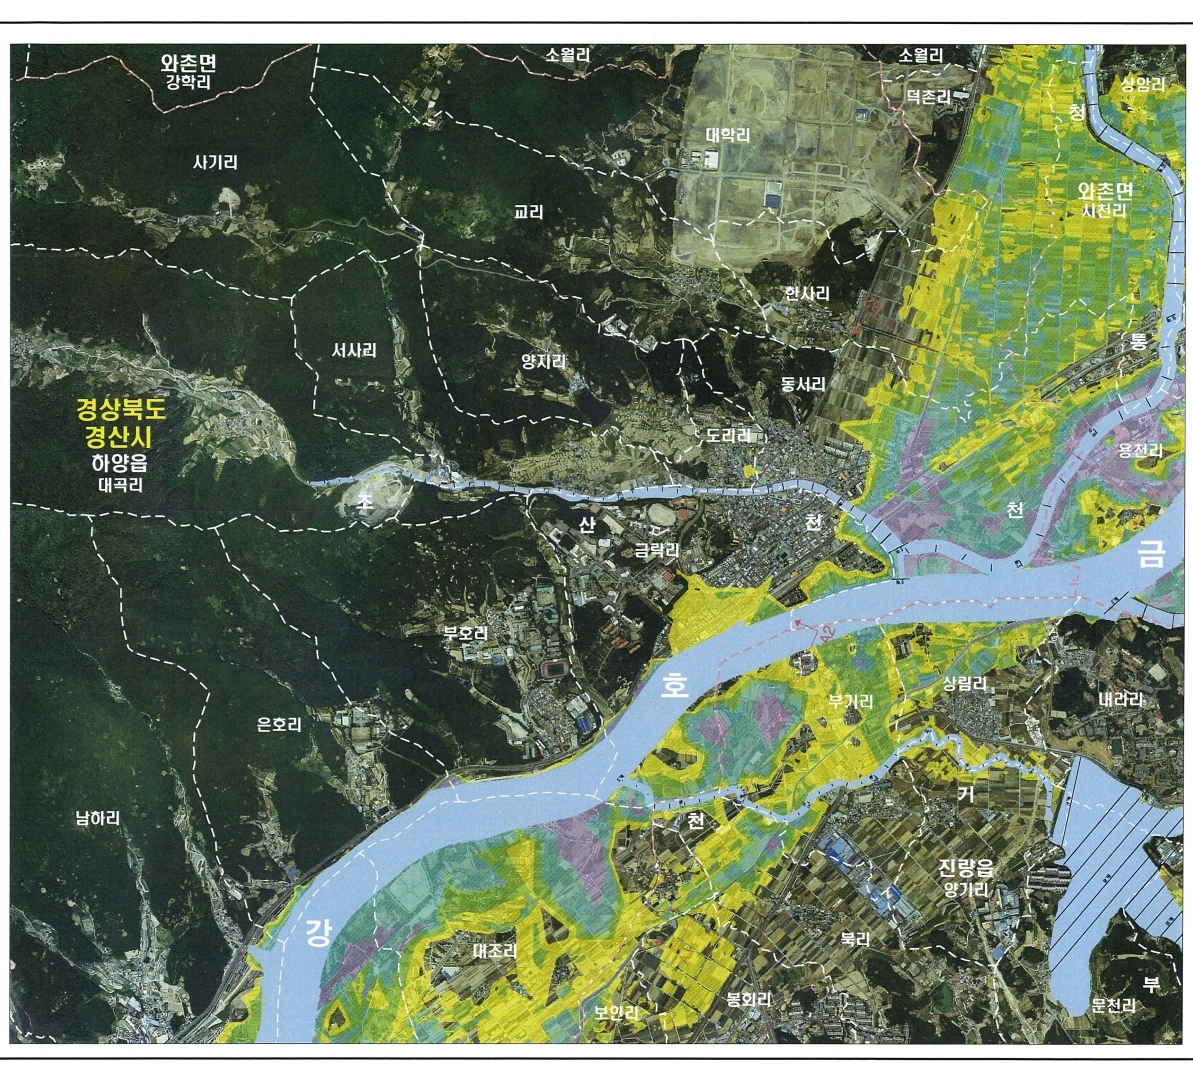 와촌면
강학리
소월리
소월리
상암리
덕촌리
청
대학리
사기리
와촌면
시천리
교리
한사리
통
서사리
양지리
동서리
경상북도
경산시
하양읍
대곡리
도리리
용천리
조
산
천
천
금락리
금
부호리
호
상림리
내리리
부기리
은호리
기
남하리
천
진량읍
양기리
강
대조리
북리
보인리
봉회리
부
문천리